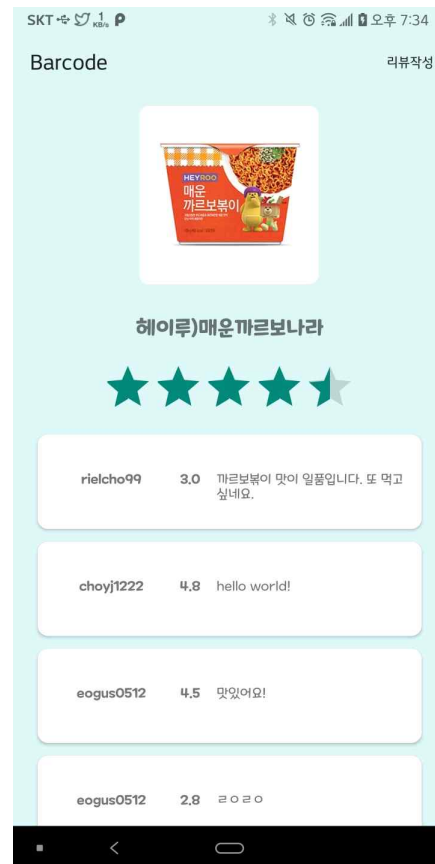 SKT 1 KB/s 오후 7:34
Barcode 리뷰작성
HEYROO
매운
까르보볶이
헤이루)매운까르보나라
rielcho99 3.0 까르보볶이 맛이 일품입니다. 또 먹고
싶네요.
choyj1222 4.8 hello world!
eogus0512 4.5 맛있어요!
eogus0512 2.8 ㄹㅇㄹㅇ